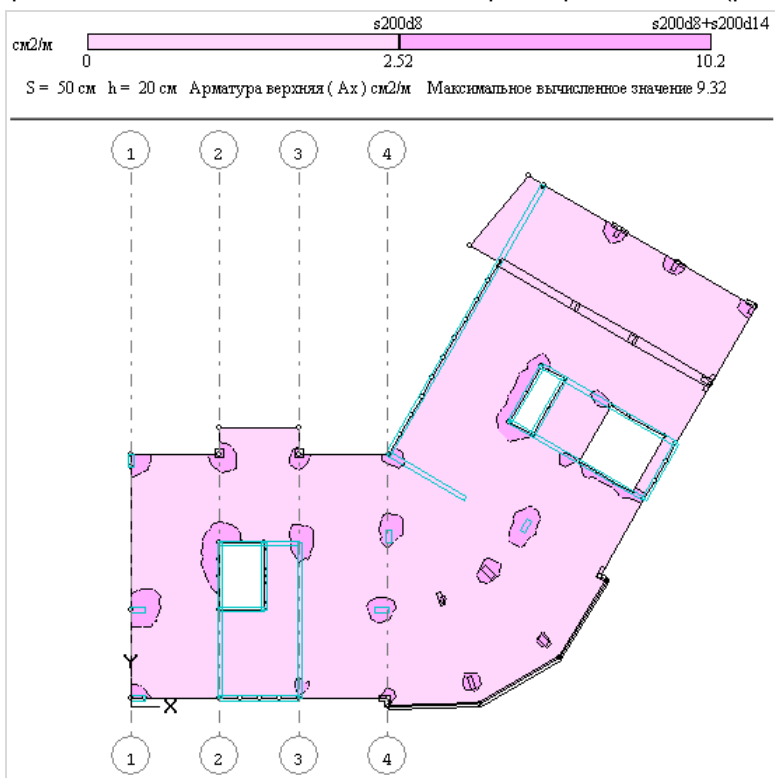 s200d8 s200d8+s200d14
см2/м
0 2.52 10.2
S = 50 см h = 20 см Арматура верхняя ( Ах ) см2/м Максимальное вычисленное значение 9.32
1 2 3 4
Y
X
1 2 3 4